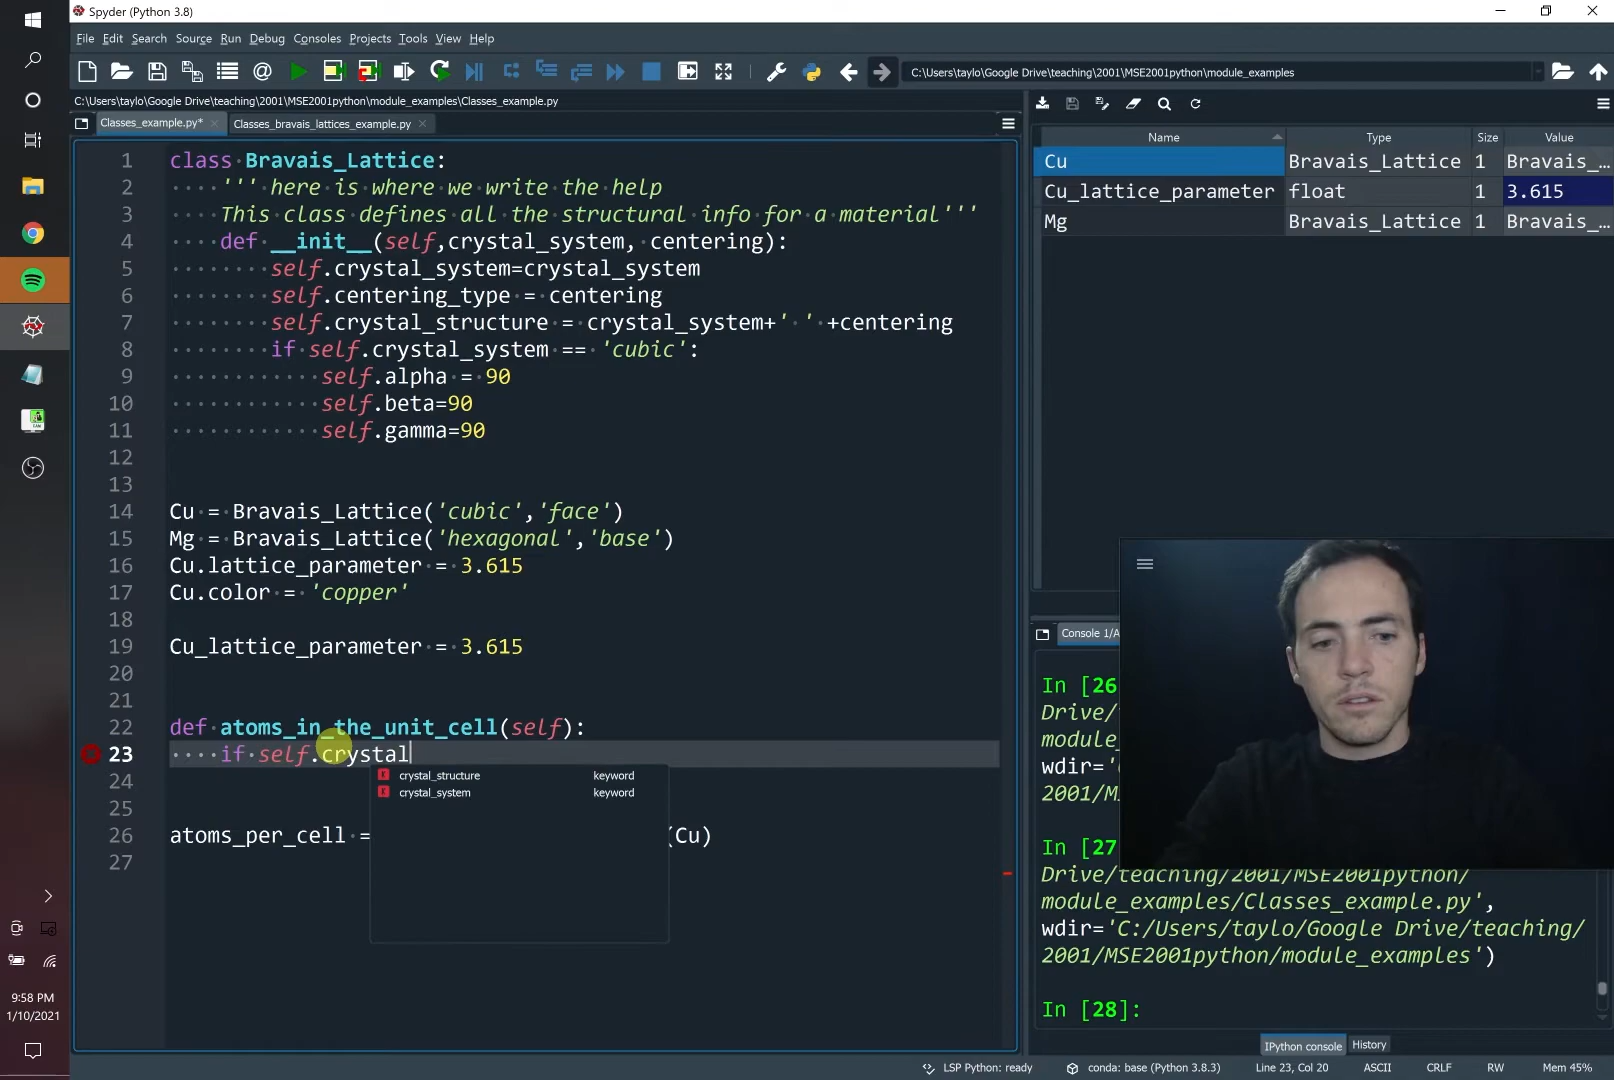 Spyder (Python 3.8)
File Edit Search Source Run Debug Consoles Projects Tools View Help
C:\Users\taylo\Google Drive\teaching\2001\MSE2001python\module_examples
C:\Users\taylo\Google Drive\teaching\2001\MSE2001python\module_examples\Classes_example.py
Classes_example.py* Classes_bravais_lattices_example.py
1 class Bravais_Lattice:
2 ''' here is where we write the help
3 This class defines all the structural info for a material'''
4 def __init__(self,crystal_system, centering):
5 self.crystal_system=crystal_system
6 self.centering_type = centering
7 self.crystal_structure = crystal_system+' ' +centering
8 if self.crystal_system == 'cubic':
9 self.alpha = 90
10 self.beta=90
11 self.gamma=90
12
13
14 Cu = Bravais_Lattice('cubic','face')
15 Mg = Bravais_Lattice('hexagonal','base')
16 Cu.lattice_parameter = 3.615
17 Cu.color = 'copper'
18
19 Cu_lattice_parameter = 3.615
20
21
22 def atoms_in_the_unit_cell(self):
23 if self.crystal
crystal_structure keyword
crystal_system keyword
24
25
26 atoms_per_cell = (Cu)
27
Name Type Size Value
Cu Bravais_Lattice 1 Bravais_...
Cu_lattice_parameter float 1 3.615
Mg Bravais_Lattice 1 Bravais_...
Console 1/A
In [26
Drive/
module_
wdir='
2001/M
In [27
Drive/teaching/2001/MSE2001python/
module_examples/Classes_example.py',
wdir='C:/Users/taylo/Google Drive/teaching/
2001/MSE2001python/module_examples')
In [28]:
IPython console History
LSP Python: ready conda: base (Python 3.8.3) Line 23, Col 20 ASCII CRLF RW Mem 45%
9:58 PM
1/10/2021